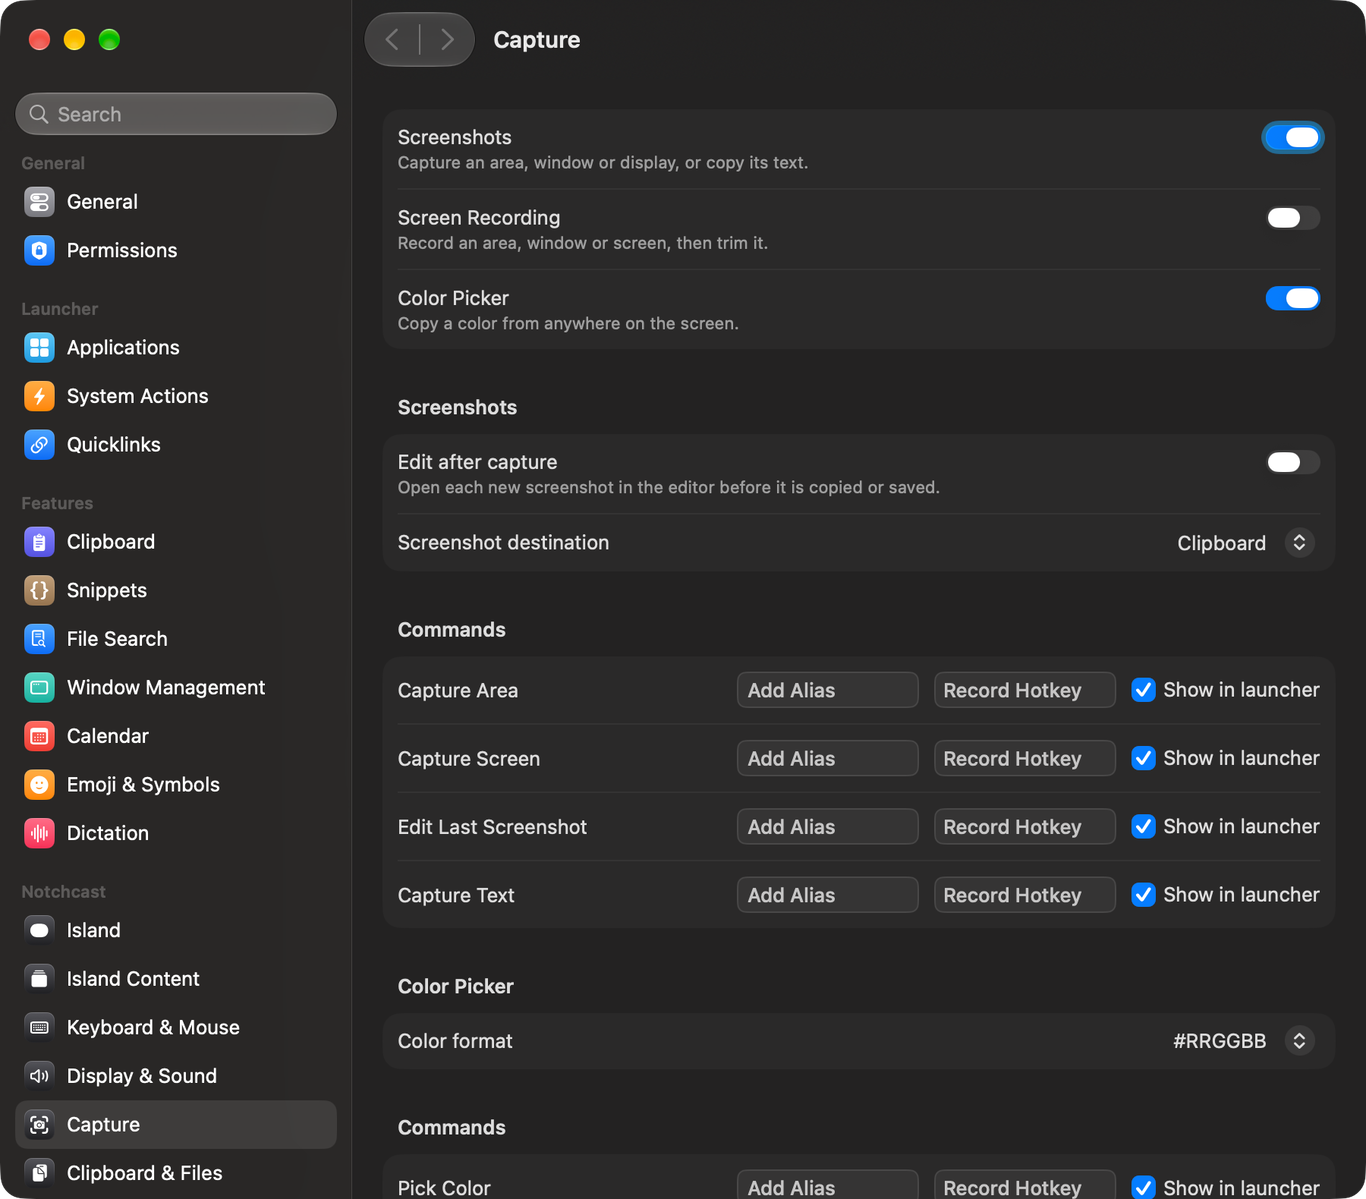 Capture
Search
General
General
Permissions
Launcher
Applications
System Actions
Quicklinks
Features
Clipboard
Snippets
File Search
Window Management
Calendar
Emoji & Symbols
Dictation
Notchcast
Island
Island Content
Keyboard & Mouse
Display & Sound
Capture
Clipboard & Files
Screenshots
Capture an area, window or display, or copy its text.
Screen Recording
Record an area, window or screen, then trim it.
Color Picker
Copy a color from anywhere on the screen.
Screenshots
Edit after capture
Open each new screenshot in the editor before it is copied or saved.
Screenshot destination Clipboard
Commands
Capture Area Add Alias Record Hotkey Show in launcher
Capture Screen Add Alias Record Hotkey Show in launcher
Edit Last Screenshot Add Alias Record Hotkey Show in launcher
Capture Text Add Alias Record Hotkey Show in launcher
Color Picker
Color format #RRGGBB
Commands
Pick Color Add Alias Record Hotkey Show in launcher